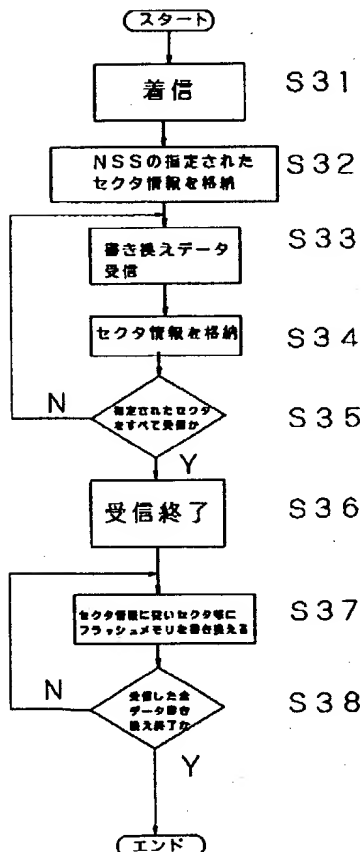 スタート
着信
S31
NSSの指定された
セクタ情報を格納
S32
書き換えデータ
受信
S33
セクタ情報を格納
S34
指定されたセクタ
をすべて受信か
S35
N
Y
受信終了
S36
セクタ情報に従いセクタ毎に
フラッシュメモリを書き換える
S37
受信した全
データ書き
換え終了か
S38
N
Y
エンド